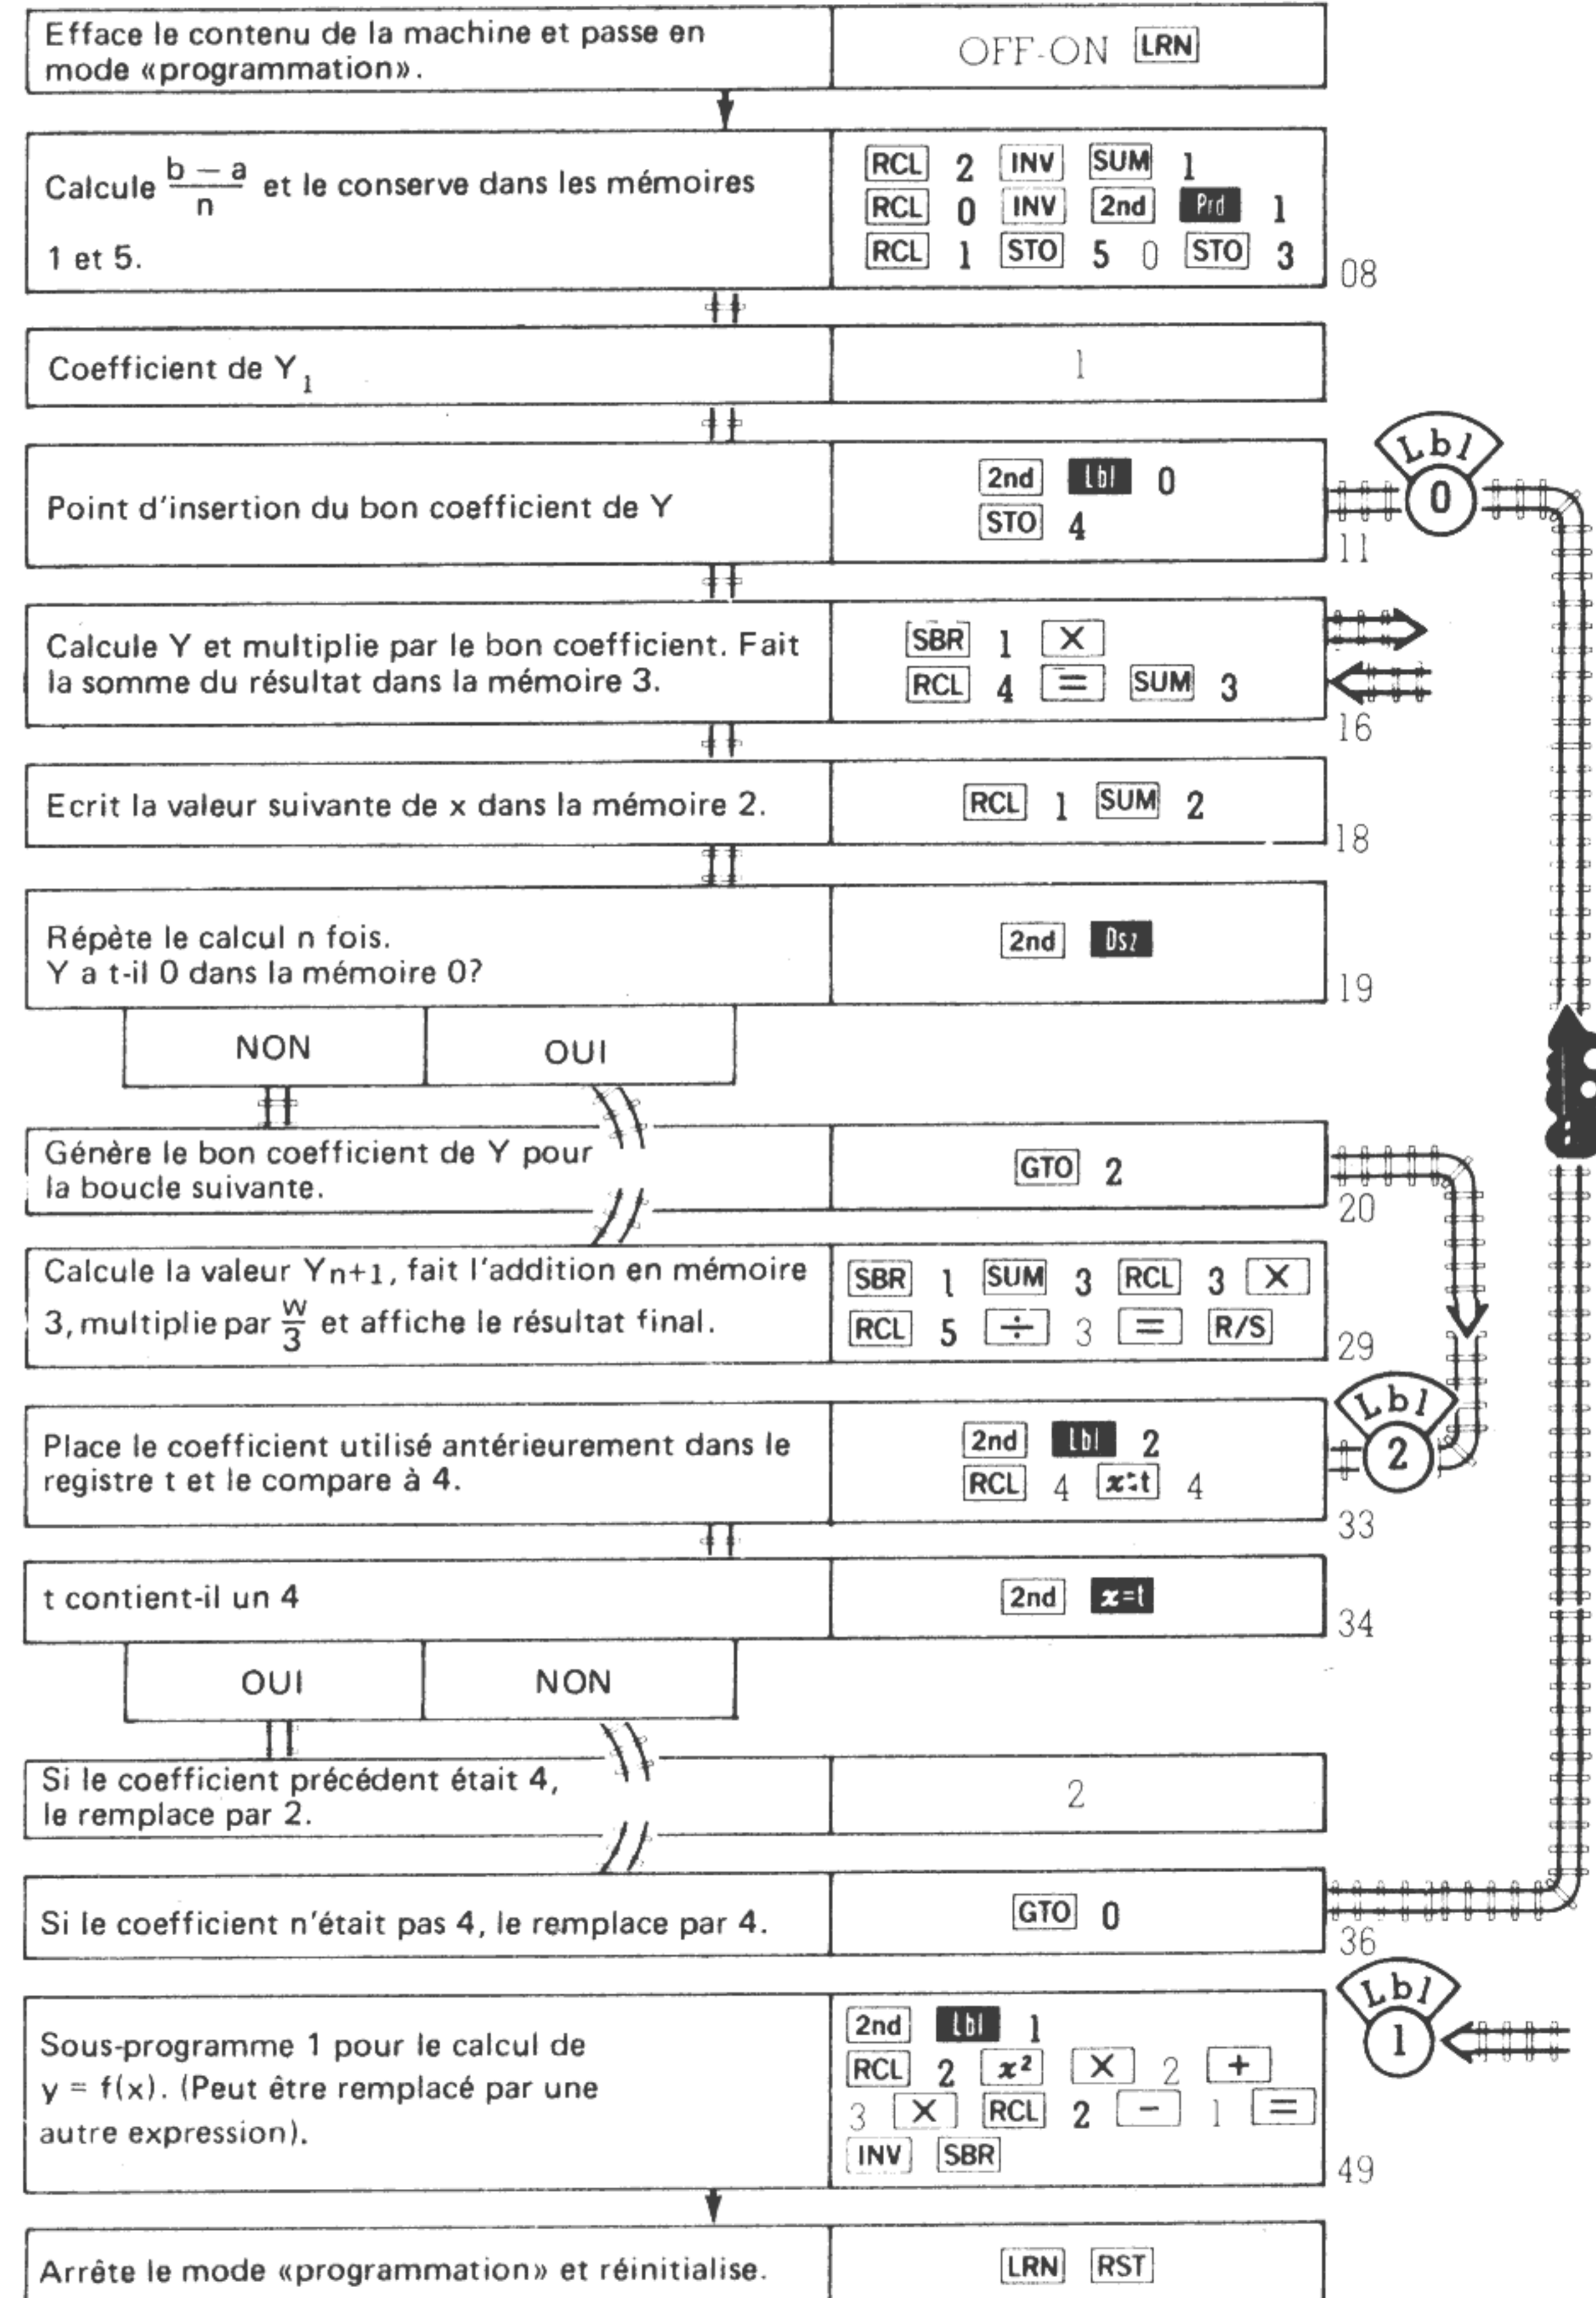 Efface le contenu de la machine et passe en
mode «programmation».
OFF-ON LRN
Calcule b — a
n
et le conserve dans les mémoires
1 et 5.
RCL 2 INV SUM 1
RCL 0 INV 2nd Prd 1
RCL 1 STO 5 0 STO 3
08
Coefficient de Y1
1
Point d'insertion du bon coefficient de Y
2nd Lbl 0
STO 4
11
Lbl
0
Calcule Y et multiplie par le bon coefficient. Fait
la somme du résultat dans la mémoire 3.
SBR 1 X
RCL 4 = SUM 3
16
Ecrit la valeur suivante de x dans la mémoire 2.
RCL 1 SUM 2
18
Répète le calcul n fois.
Y a t-il 0 dans la mémoire 0?
2nd Dsz
19
NON OUI
Génère le bon coefficient de Y pour
la boucle suivante.
GTO 2
20
Calcule la valeur Yn+1, fait l'addition en mémoire
3, multiplie par w/3 et affiche le résultat final.
SBR 1 SUM 3 RCL 3 X
RCL 5 ÷ 3 = R/S
29
Place le coefficient utilisé antérieurement dans le
registre t et le compare à 4.
2nd Lbl 2
RCL 4 x:t 4
33
Lbl
2
t contient-il un 4
2nd x=t
34
OUI NON
Si le coefficient précédent était 4,
le remplace par 2.
2
Si le coefficient n'était pas 4, le remplace par 4.
GTO 0
36
Sous-programme 1 pour le calcul de
y = f(x). (Peut être remplacé par une
autre expression).
2nd Lbl 1
RCL 2 x² X 2 +
3 X RCL 2 − 1 =
INV SBR
49
Lbl
1
Arrête le mode «programmation» et réinitialise.
LRN RST